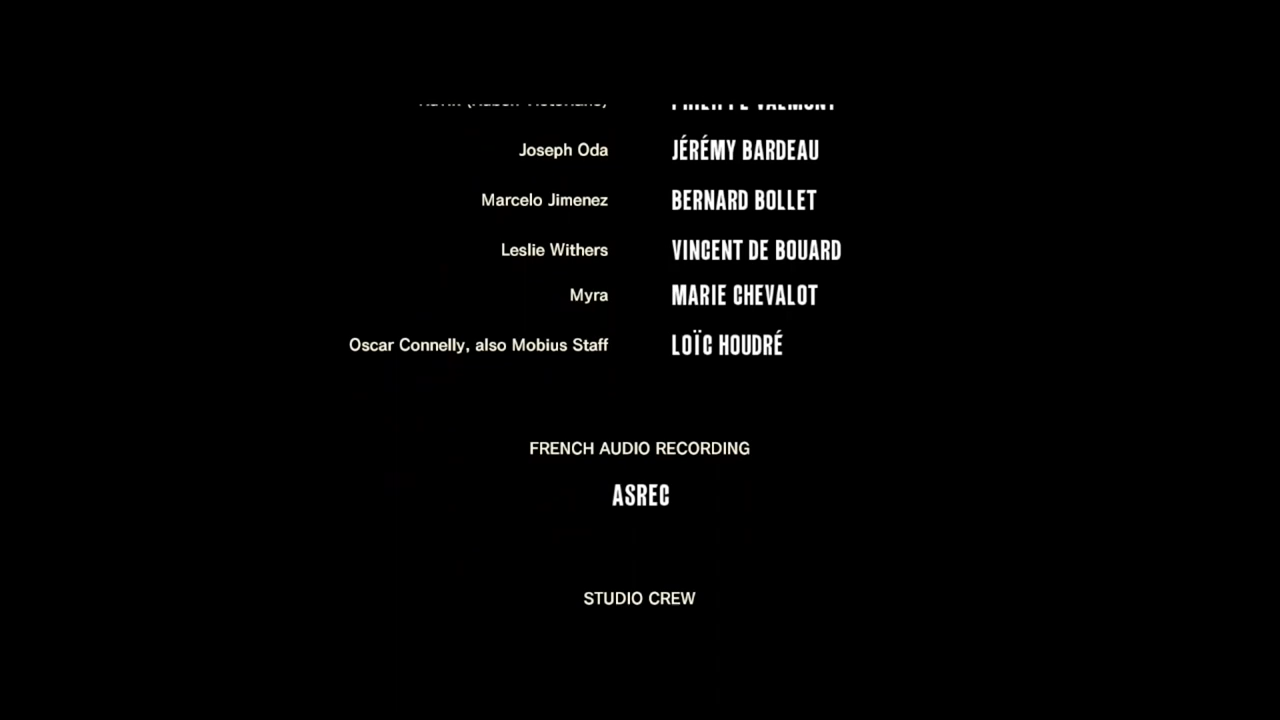 Joseph Oda JÉRÉMY BARDEAU
Marcelo Jimenez BERNARD BOLLET
Leslie Withers VINCENT DE BOUARD
Myra MARIE CHEVALOT
Oscar Connelly, also Mobius Staff LOÏC HOUDRÉ
FRENCH AUDIO RECORDING
ASREC
STUDIO CREW